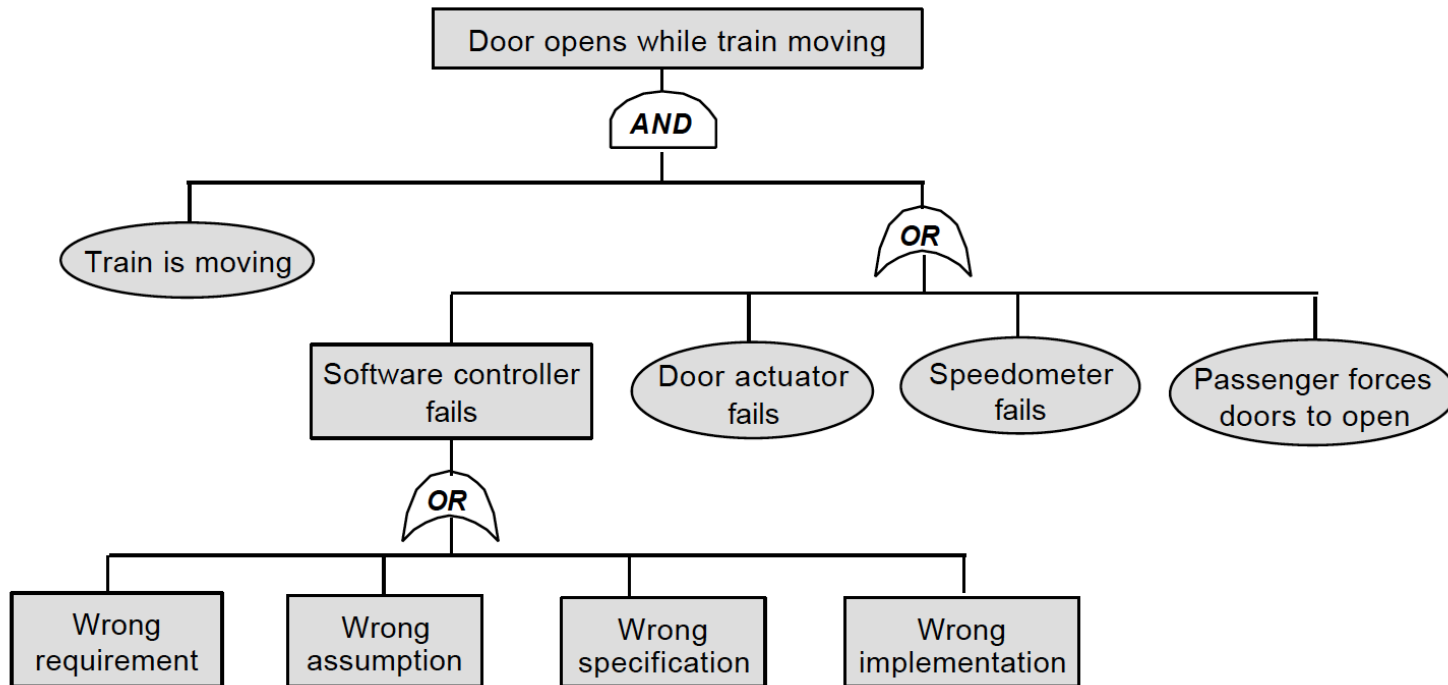 Door opens while train moving
AND
Train is moving
OR
Software controller
fails
Door actuator
fails
Speedometer
fails
Passenger forces
doors to open
OR
Wrong
requirement
Wrong
assumption
Wrong
specification
Wrong
implementation